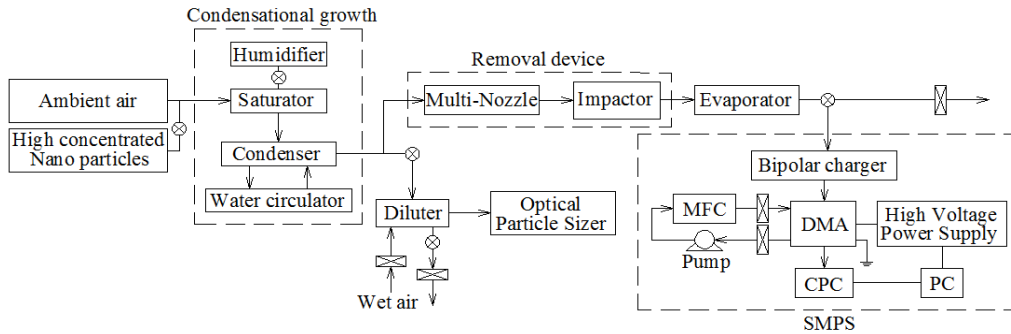 Condensational growth
Humidifier
Saturator
Condenser
Water circulator
Ambient air
High concentrated
Nano particles
Removal device
Multi-Nozzle
Impactor
Evaporator
Diluter
Optical
Particle Sizer
Wet air
Bipolar charger
MFC
Pump
DMA
High Voltage
Power Supply
CPC
PC
SMPS